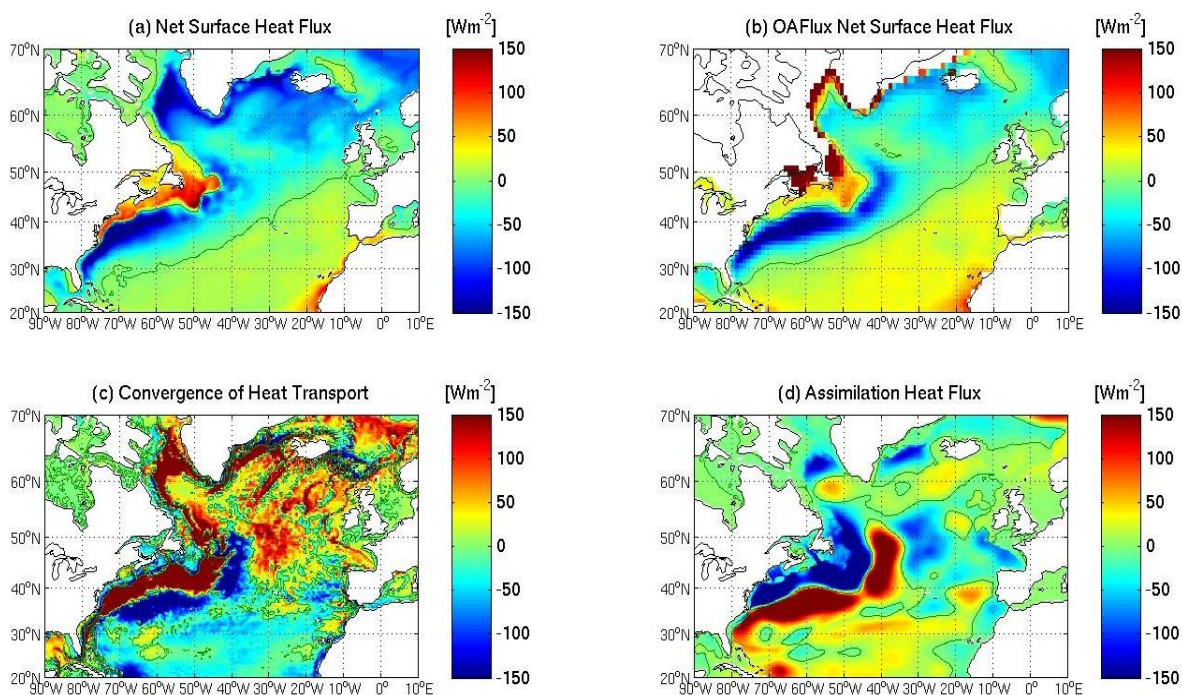 (a) Net Surface Heat Flux
[Wm⁻²]
70°N
60°N
50°N
40°N
30°N
20°N
90°W 80°W 70°W 60°W 50°W 40°W 30°W 20°W 10°W 0° 10°E
150
100
50
0
-50
-100
-150
(b) OAFlux Net Surface Heat Flux
[Wm⁻²]
70°N
60°N
50°N
40°N
30°N
20°N
90°W 80°W 70°W 60°W 50°W 40°W 30°W 20°W 10°W 0° 10°E
150
100
50
0
-50
-100
-150
(c) Convergence of Heat Transport
[Wm⁻²]
70°N
60°N
50°N
40°N
30°N
20°N
90°W 80°W 70°W 60°W 50°W 40°W 30°W 20°W 10°W 0° 10°E
150
100
50
0
-50
-100
-150
(d) Assimilation Heat Flux
[Wm⁻²]
70°N
60°N
50°N
40°N
30°N
20°N
90°W 80°W 70°W 60°W 50°W 40°W 30°W 20°W 10°W 0° 10°E
150
100
50
0
-50
-100
-150